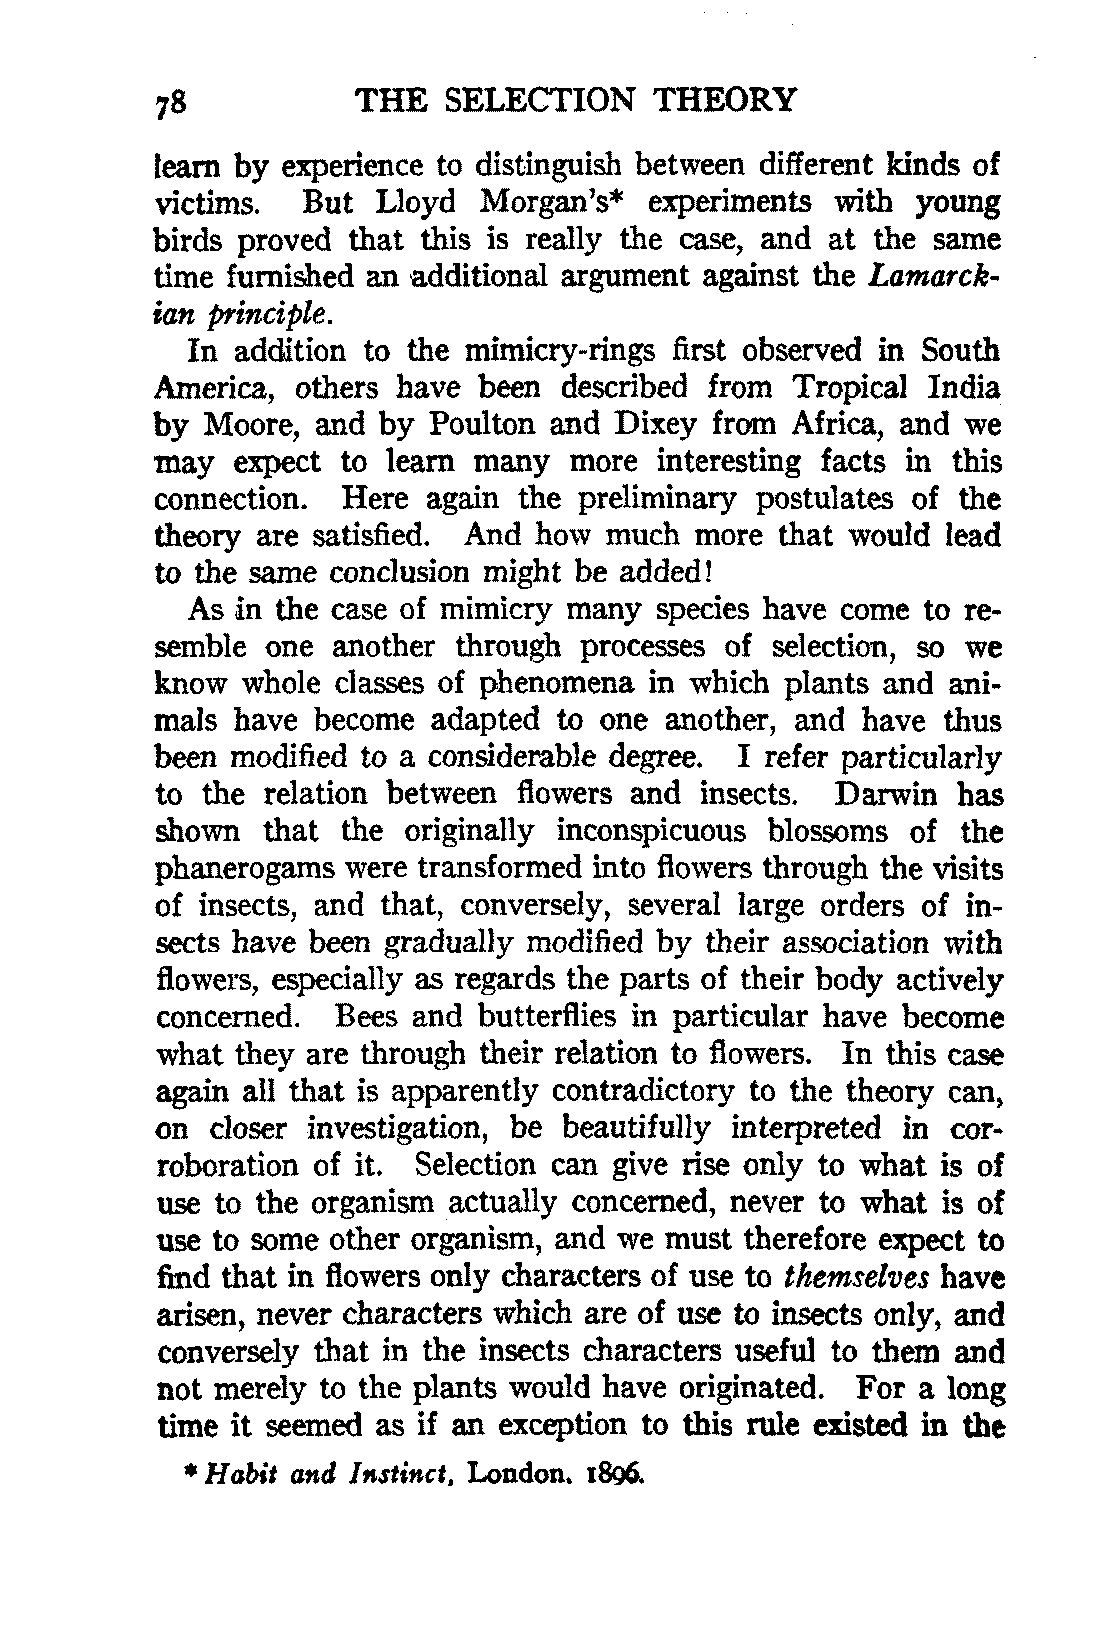 78 THE SELECTION THEORY
learn by experience to distinguish between different kinds of
victims. But Lloyd Morgan's* experiments with young
birds proved that this is really the case, and at the same
time furnished an additional argument against the Lamarck-
ian principle.
In addition to the mimicry-rings first observed in South
America, others have been described from Tropical India
by Moore, and by Poulton and Dixey from Africa, and we
may expect to learn many more interesting facts in this
connection. Here again the preliminary postulates of the
theory are satisfied. And how much more that would lead
to the same conclusion might be added!
As in the case of mimicry many species have come to re-
semble one another through processes of selection, so we
know whole classes of phenomena in which plants and ani-
mals have become adapted to one another, and have thus
been modified to a considerable degree. I refer particularly
to the relation between flowers and insects. Darwin has
shown that the originally inconspicuous blossoms of the
phanerogams were transformed into flowers through the visits
of insects, and that, conversely, several large orders of in-
sects have been gradually modified by their association with
flowers, especially as regards the parts of their body actively
concerned. Bees and butterflies in particular have become
what they are through their relation to flowers. In this case
again all that is apparently contradictory to the theory can,
on closer investigation, be beautifully interpreted in cor-
roboration of it. Selection can give rise only to what is of
use to the organism actually concerned, never to what is of
use to some other organism, and we must therefore expect to
find that in flowers only characters of use to themselves have
arisen, never characters which are of use to insects only, and
conversely that in the insects characters useful to them and
not merely to the plants would have originated. For a long
time it seemed as if an exception to this rule existed in the
* Habit and Instinct, London. 1896.